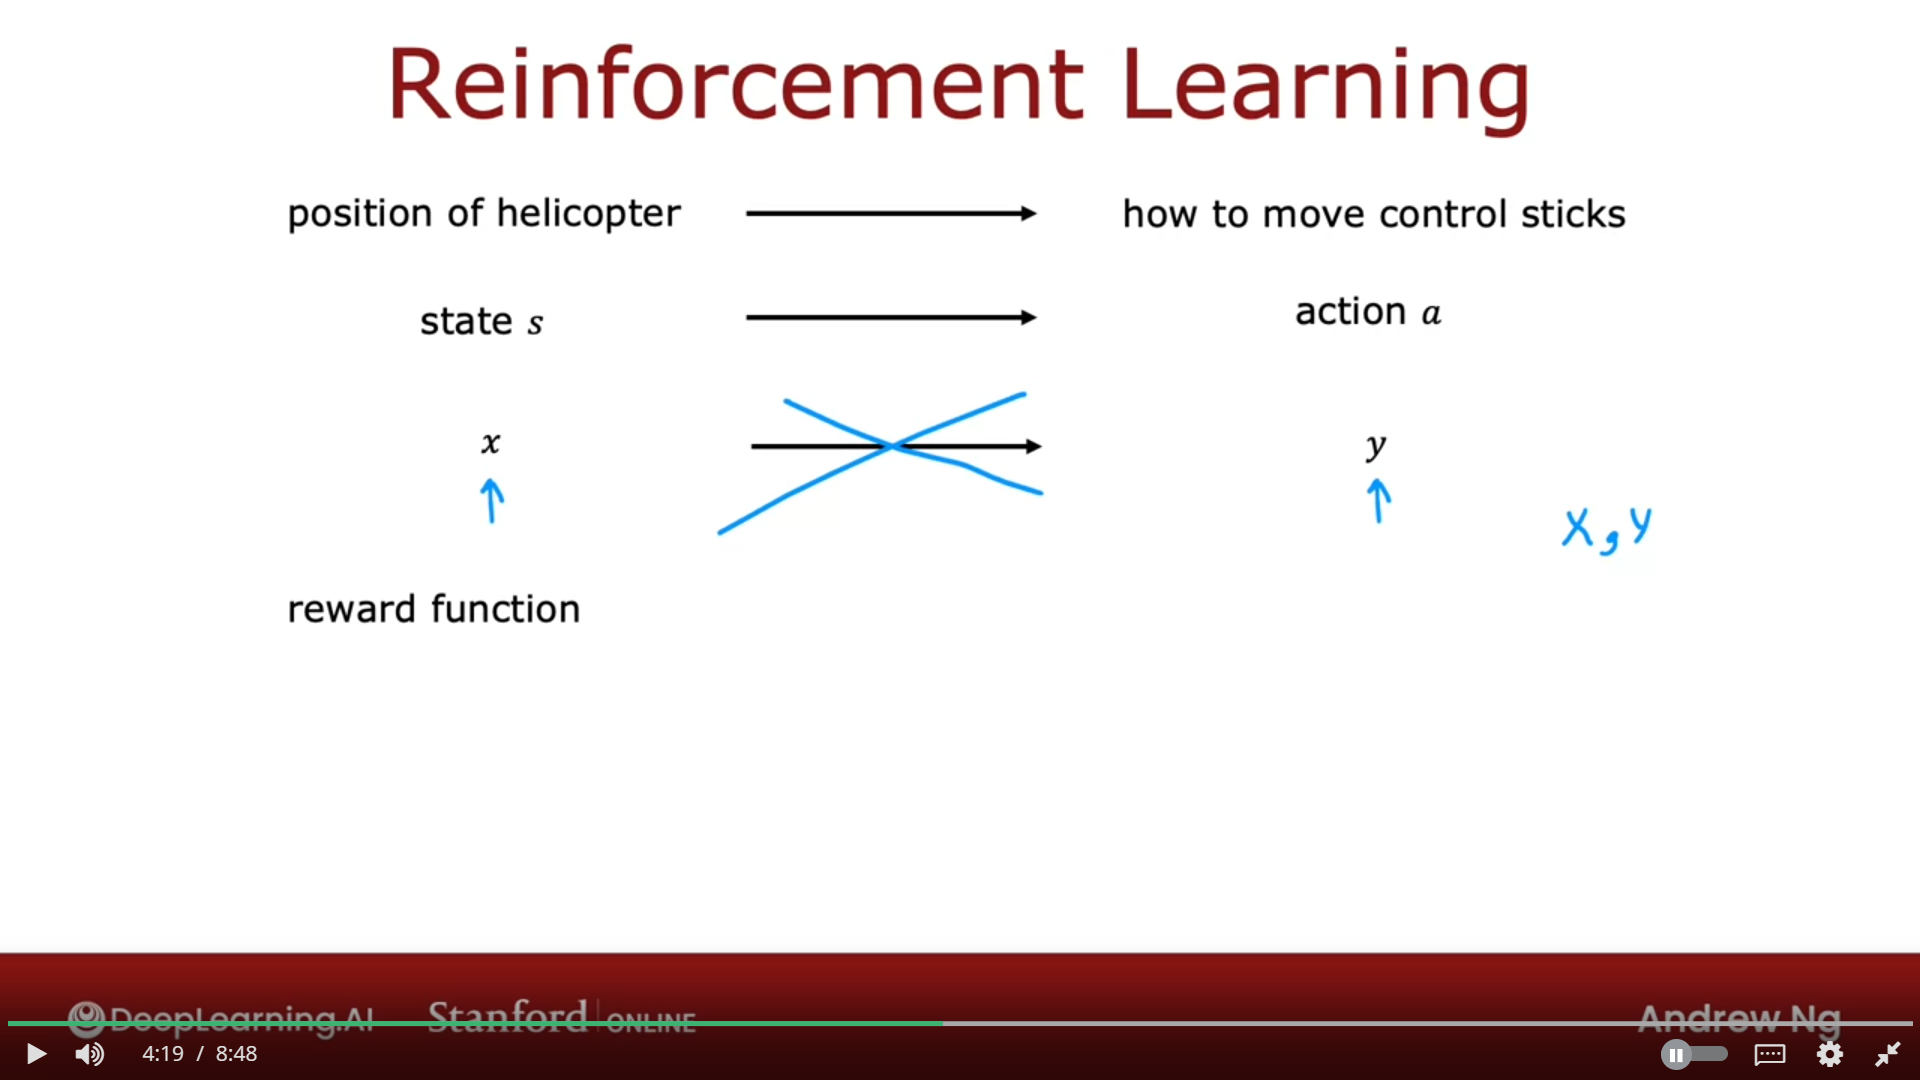 Reinforcement Learning
position of helicopter how to move control sticks
state s action a
x y
x, y
reward function
DeepLearning.AI Stanford ONLINE Andrew Ng
4:19 / 8:48